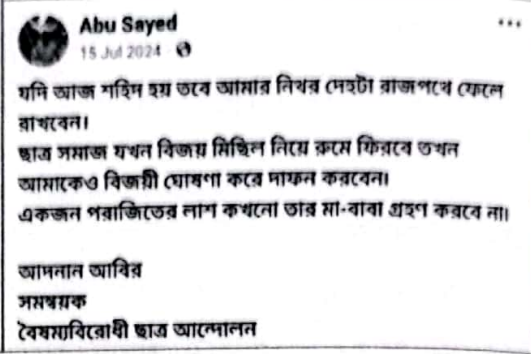 Abu Sayed
15 Jul 2024
যদি আজ শহিদ হয় তবে আমার নিথর দেহটা রাজপথে ফেলে
রাখবেন।
ছাত্র সমাজ যখন বিজয় মিছিল নিয়ে রুমে ফিরবে তখন
আমাকেও বিজয়ী ঘোষণা করে দাফন করবেন।
একজন পরাজিতের লাশ কখনো তার মা-বাবা গ্রহণ করবে না।
আদনান আবির
সমন্বয়ক
বৈষম্যবিরোধী ছাত্র আন্দোলন